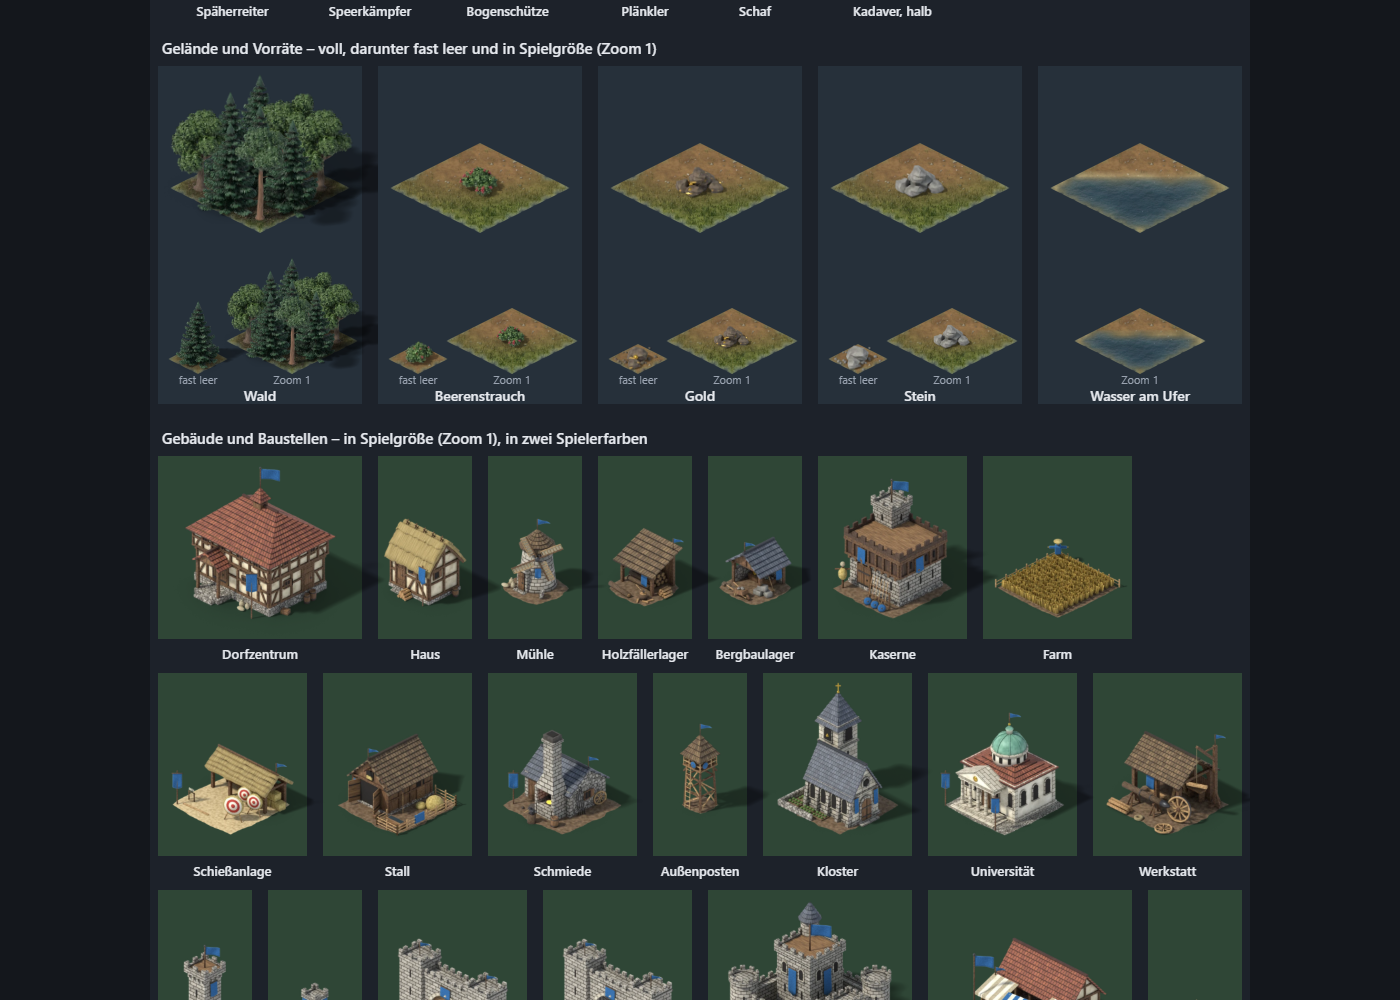 Späherreiter Speerkämpfer Bogenschütze Plänkler Schaf Kadaver, halb
Gelände und Vorräte – voll, darunter fast leer und in Spielgröße (Zoom 1)
fast leer Zoom 1 fast leer Zoom 1 fast leer Zoom 1 fast leer Zoom 1 Zoom 1
Wald Beerenstrauch Gold Stein Wasser am Ufer
Gebäude und Baustellen – in Spielgröße (Zoom 1), in zwei Spielerfarben
Dorfzentrum Haus Mühle Holzfällerlager Bergbaulager Kaserne Farm
Schießanlage Stall Schmiede Außenposten Kloster Universität Werkstatt